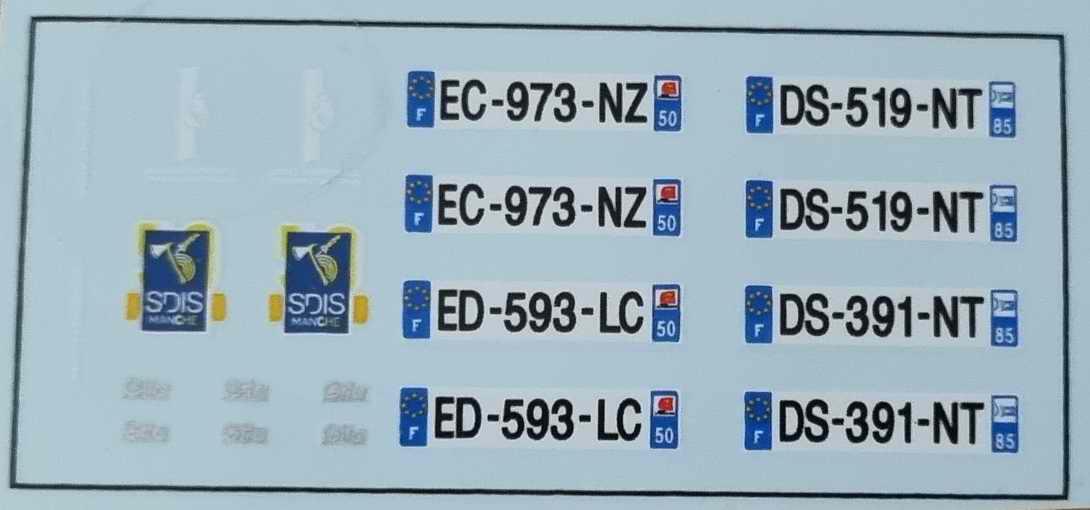 F EC-973-NZ 50
F DS-519-NT 85
F EC-973-NZ 50
F DS-519-NT 85
SDIS
MANCHE
SDIS
MANCHE
F ED-593-LC 50
F DS-391-NT 85
F ED-593-LC 50
F DS-391-NT 85